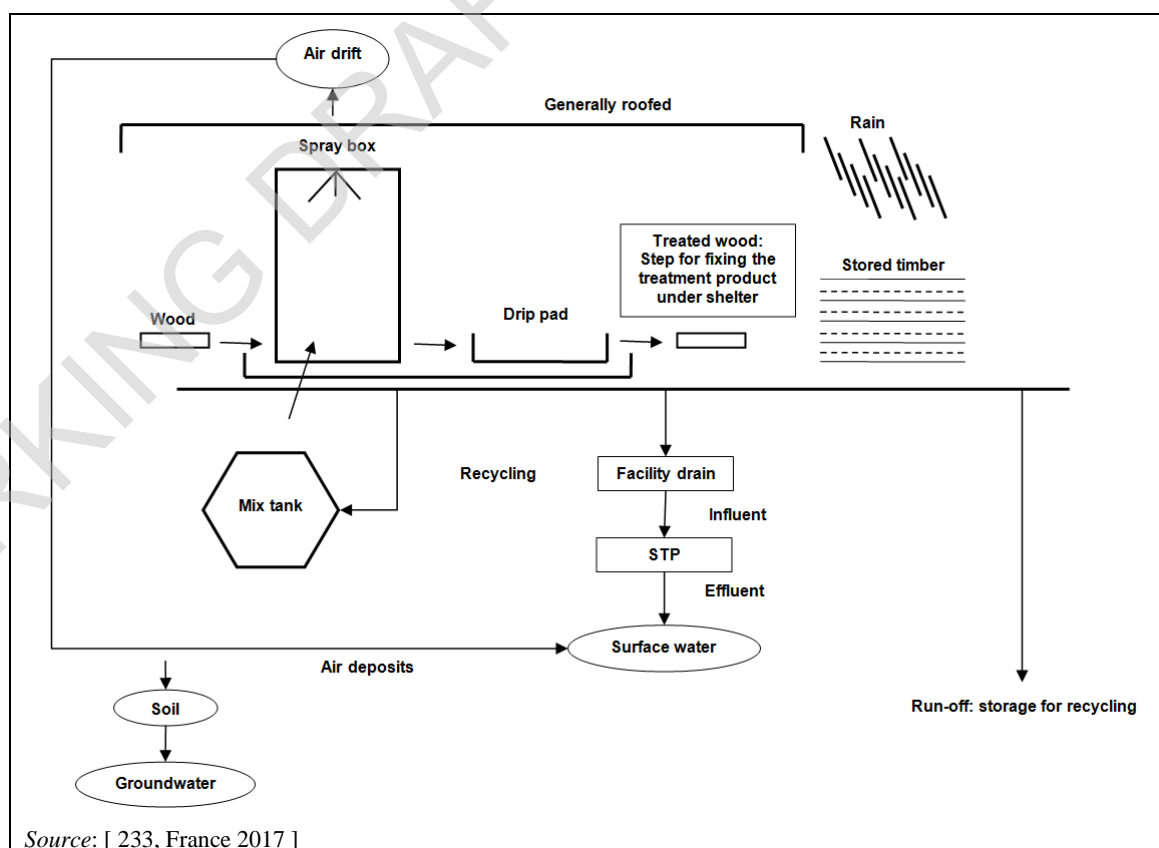 Air drift
Generally roofed
Rain
Spray box
Treated wood:
Step for fixing the
treatment product
under shelter
Stored timber
Wood
Drip pad
Mix tank
Recycling
Facility drain
Influent
STP
Effluent
Surface water
Air deposits
Soil
Run-off: storage for recycling
Groundwater
Source: [ 233, France 2017 ]
RKING DRAF